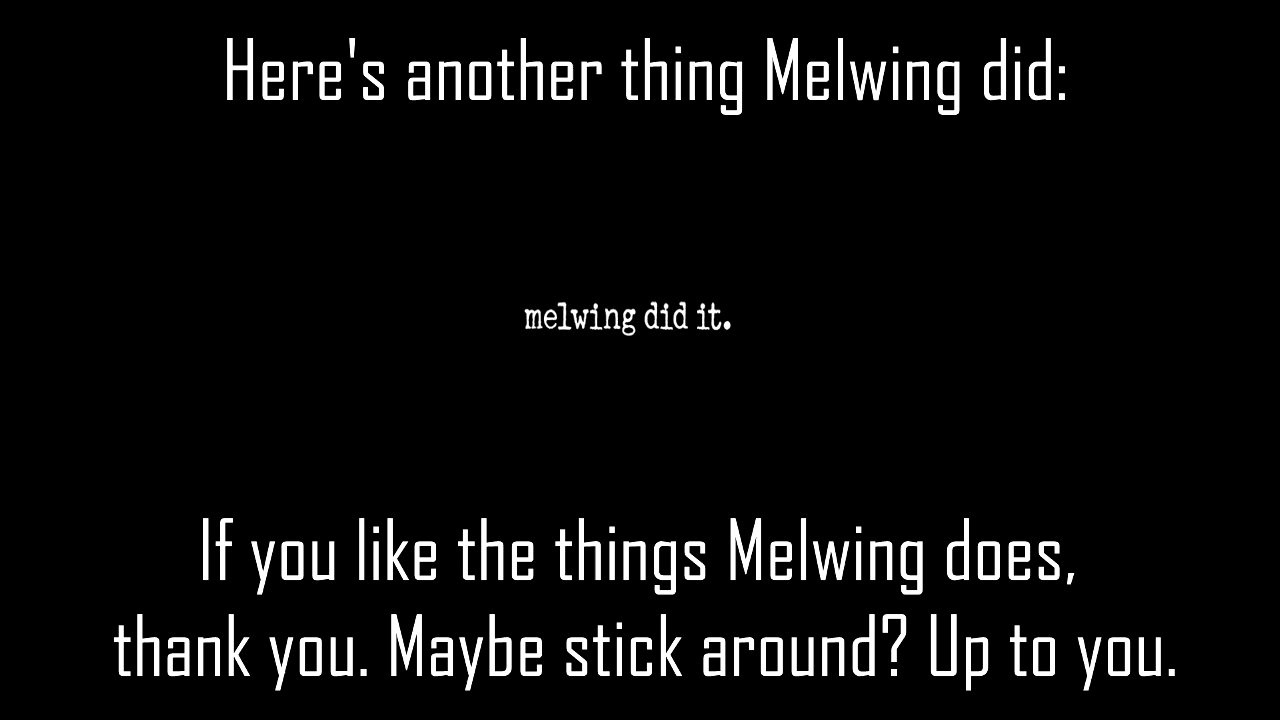 Here's another thing Melwing did:
melwing did it.
If you like the things Melwing does,
thank you. Maybe stick around? Up to you.